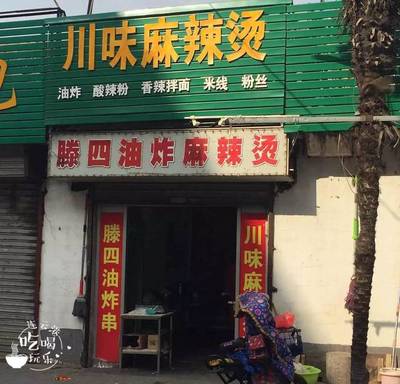 川味麻辣烫
油炸 酸辣粉 香辣拌面 米线 粉丝
滕四油炸麻辣烫
滕四油炸串
川味麻
吃喝
玩乐